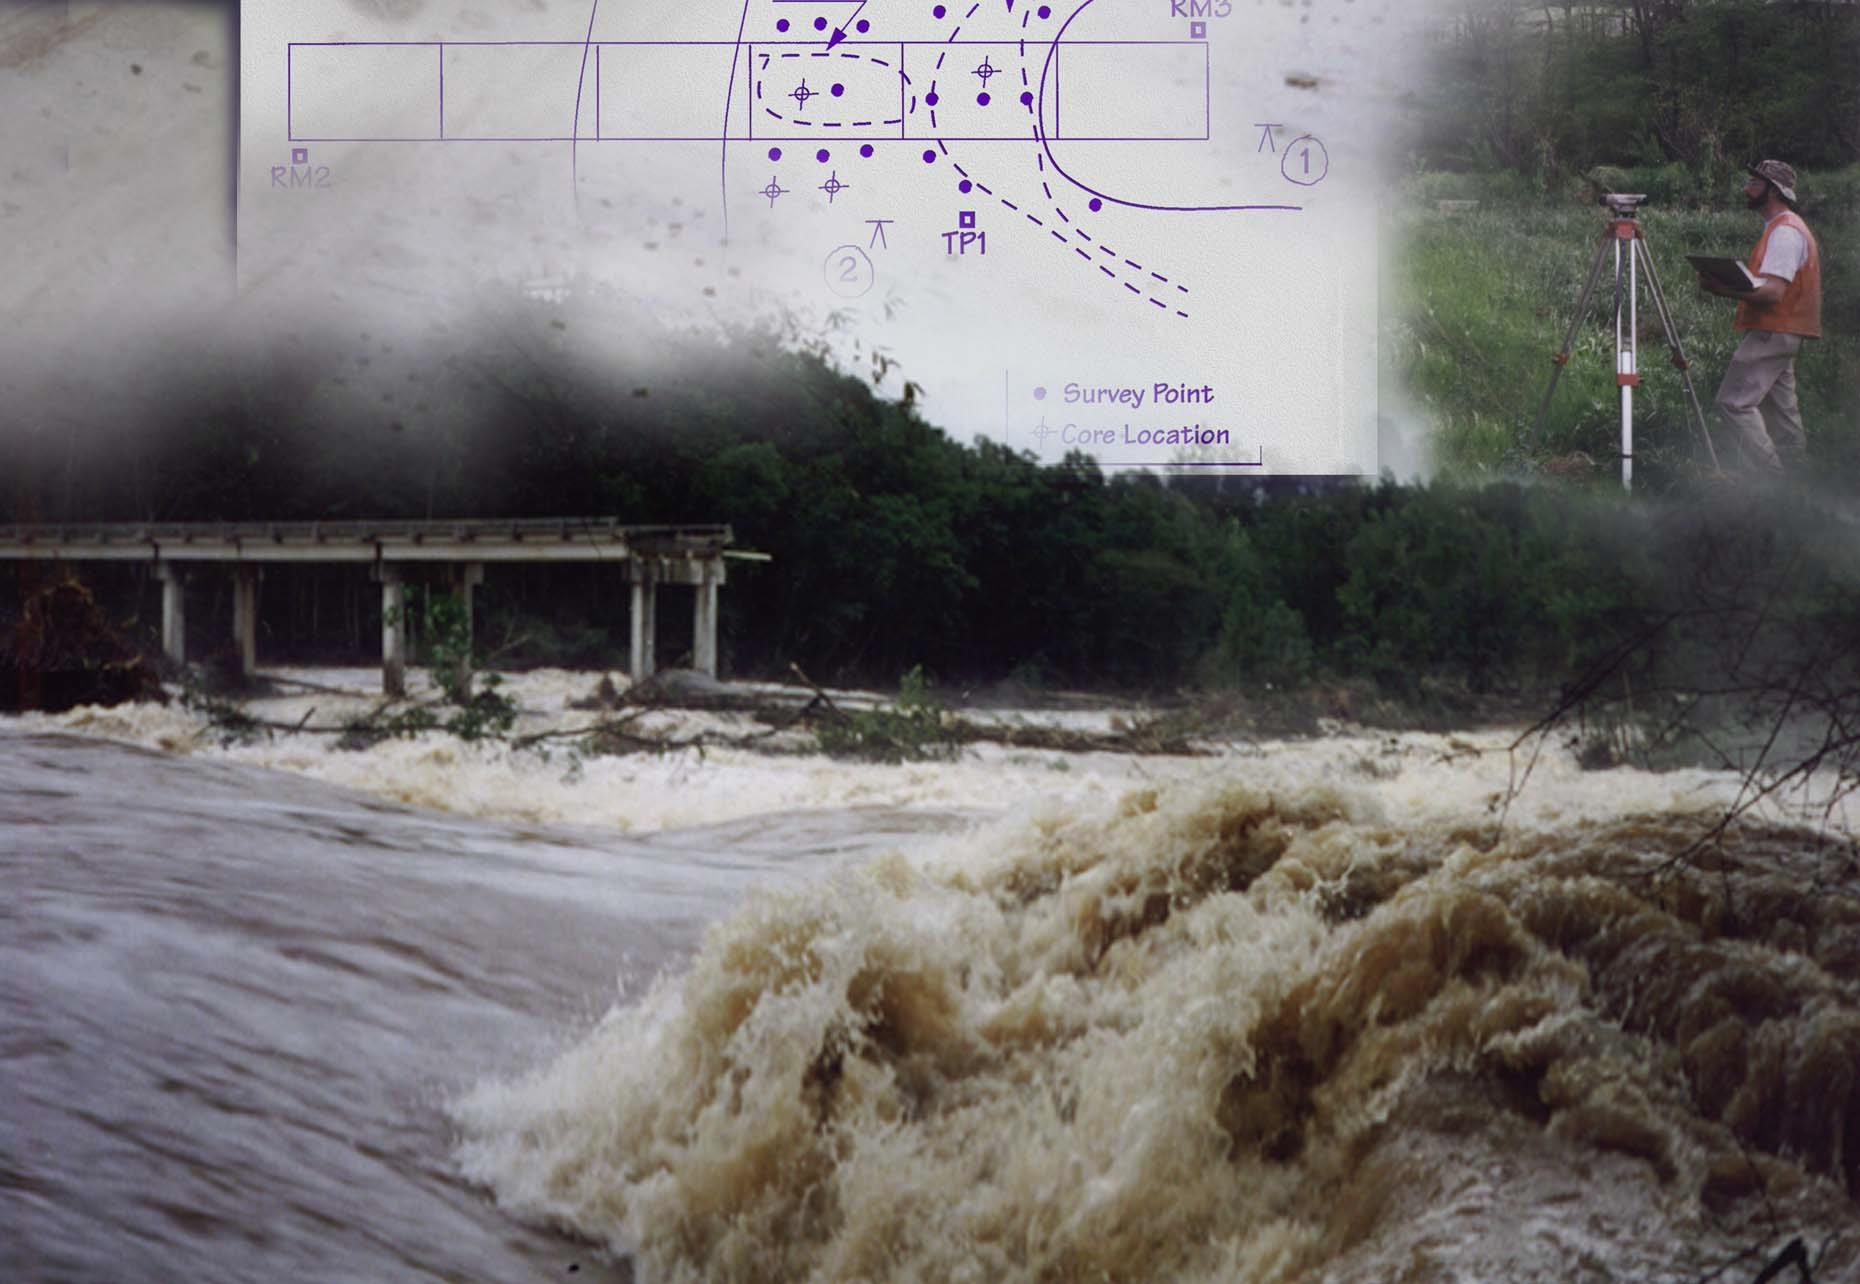 RM3
RM2
1
TP1
2
Survey Point
Core Location